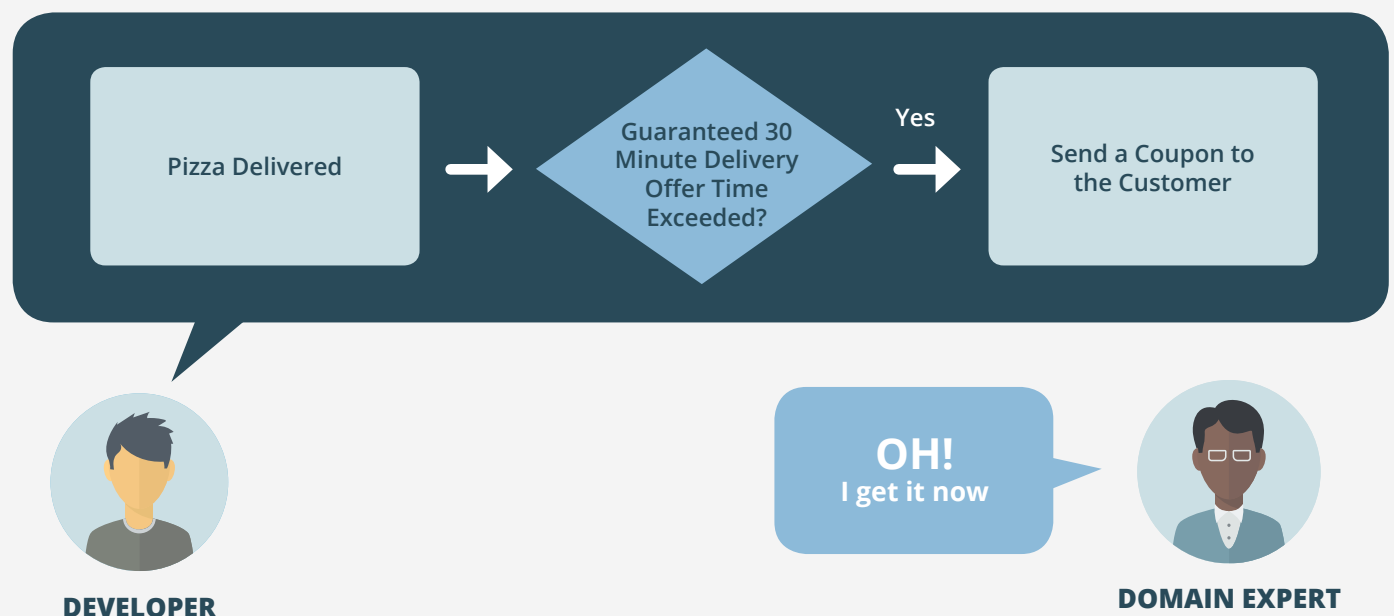 Pizza Delivered
Guaranteed 30
Minute Delivery
Offer Time
Exceeded?
Yes
Send a Coupon to
the Customer
OH!
I get it now
DEVELOPER
DOMAIN EXPERT